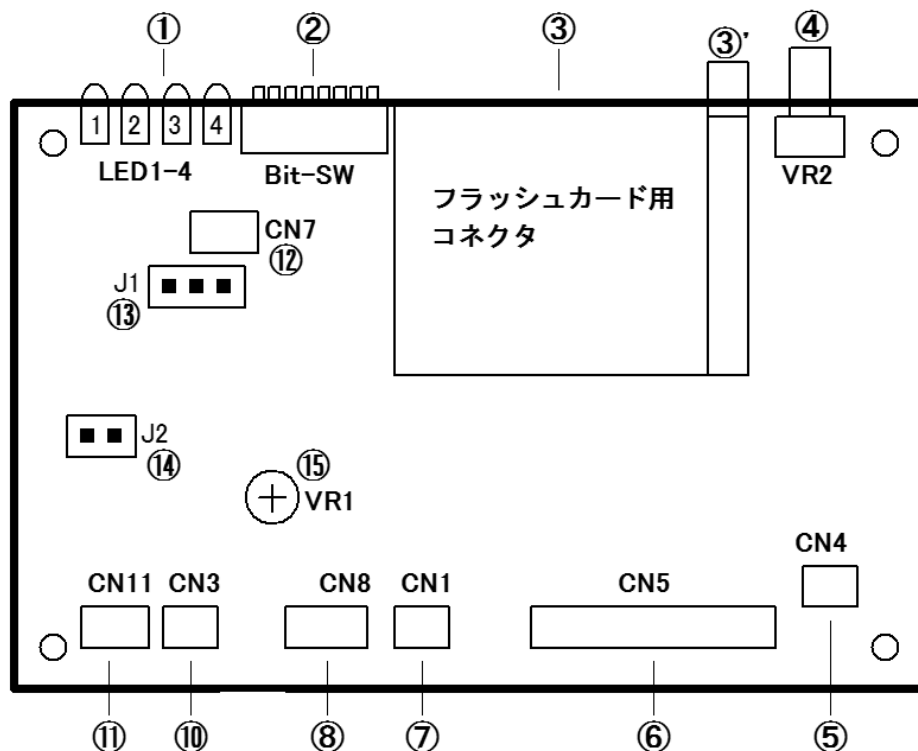 ① ② ③ ③' ④
1 2 3 4
LED1-4
Bit-SW
VR2
フラッシュカード用
コネクタ
CN7
⑫
J1
⑬
J2
⑭
⑮
VR1
CN4
CN11 CN3 CN8 CN1 CN5
⑪ ⑩ ⑧ ⑦ ⑥ ⑤